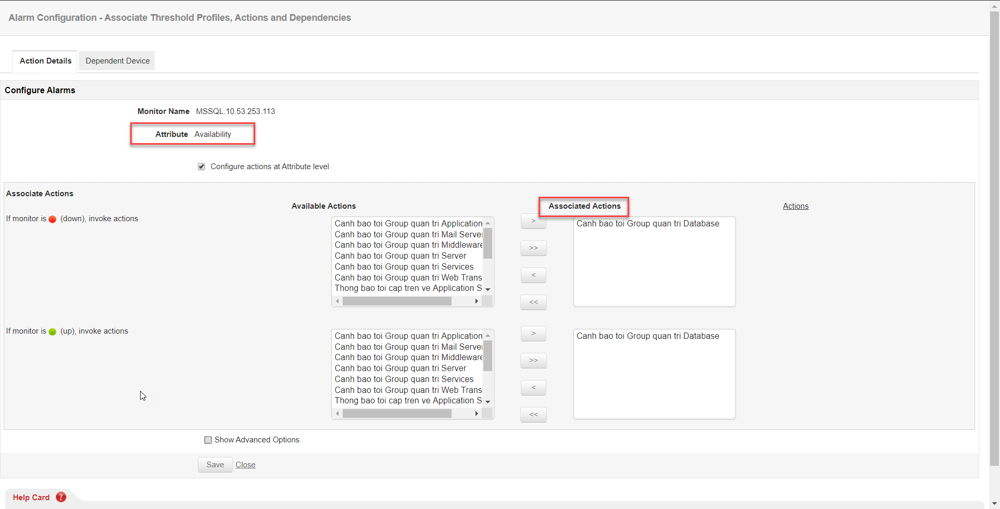 Alarm Configuration - Associate Threshold Profiles, Actions and Dependencies
Action Details
Dependent Device
Configure Alarms
Monitor Name MSSQL.10.53.253.113
Attribute Availability
Configure actions at Attribute level
Associate Actions
Available Actions
Associated Actions
Actions
If monitor is (down), invoke actions
Canh bao toi Group quan tri Application
Canh bao toi Group quan tri Mail Server
Canh bao toi Group quan tri Middleware
Canh bao toi Group quan tri Server
Canh bao toi Group quan tri Services
Canh bao toi Group quan tri Web Trans
Thong bao toi cap tren ve Application S
>
>>
<
<<
Canh bao toi Group quan tri Database
If monitor is (up), invoke actions
Canh bao toi Group quan tri Application
Canh bao toi Group quan tri Mail Server
Canh bao toi Group quan tri Middleware
Canh bao toi Group quan tri Server
Canh bao toi Group quan tri Services
Canh bao toi Group quan tri Web Trans
Thong bao toi cap tren ve Application S
>
>>
<
<<
Canh bao toi Group quan tri Database
Show Advanced Options
Save Close
Help Card ?